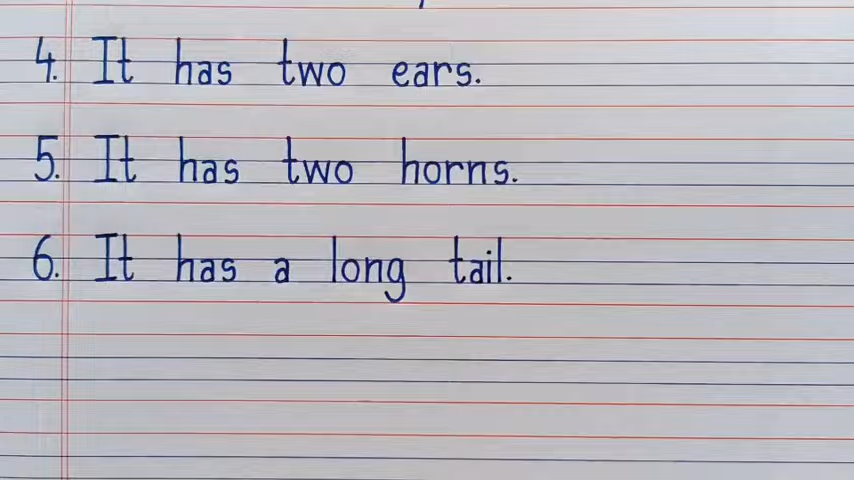 4. It has two ears.
5. It has two horns.
6. It has a long tail.